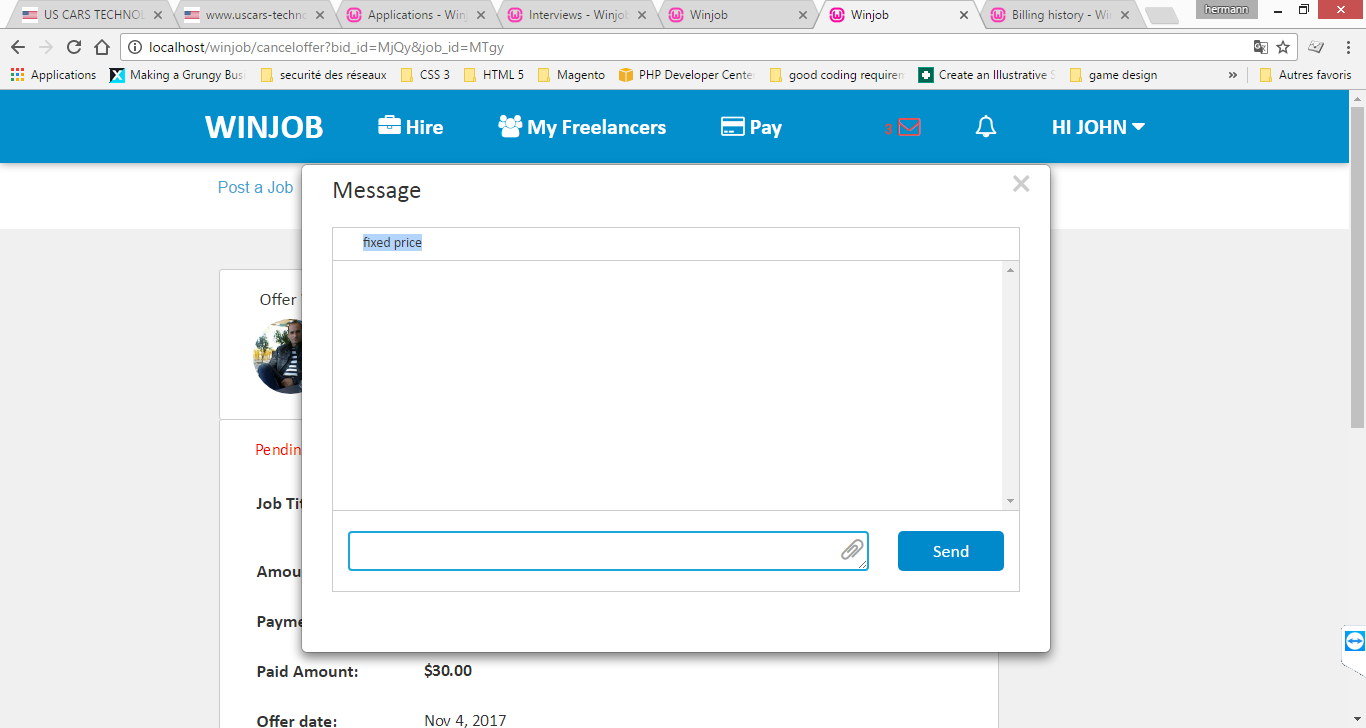 US CARS TECHNOL
www.uscars-techno
Applications - Winj
Interviews - Winjob
Winjob
Winjob
Billing history - Wi
hermann
localhost/winjob/canceloffer?bid_id=MjQy&job_id=MTgy
Applications
Making a Grungy Bus
securité des réseaux
CSS 3
HTML 5
Magento
PHP Developer Cente
good coding requirem
Create an Illustrative S
game design
»
Autres favoris
WINJOB
Hire
My Freelancers
Pay
3
HI JOHN
Post a Job
Message
fixed price
Offer
Pendin
Job Tit
Amou
Payme
Send
Paid Amount: $30.00
Offer date: Nov 4, 2017